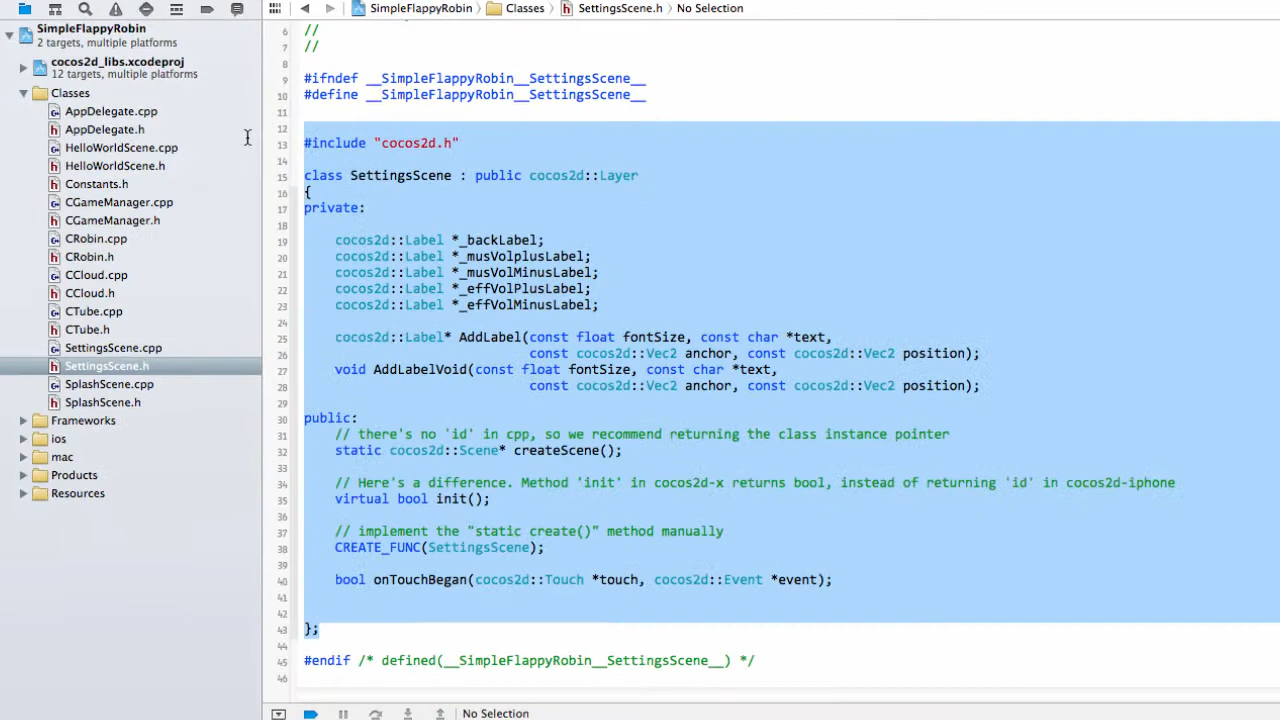 SimpleFlappyRobin
2 targets, multiple platforms
cocos2d_libs.xcodeproj
12 targets, multiple platforms
Classes
AppDelegate.cpp
AppDelegate.h
HelloWorldScene.cpp
HelloWorldScene.h
Constants.h
CGameManager.cpp
CGameManager.h
CRobin.cpp
CRobin.h
CCloud.cpp
CCloud.h
CTube.cpp
CTube.h
SettingsScene.cpp
SettingsScene.h
SplashScene.cpp
SplashScene.h
Frameworks
ios
mac
Products
Resources
SimpleFlappyRobin Classes SettingsScene.h No Selection
6 //
7 //
8
9 #ifndef __SimpleFlappyRobin__SettingsScene__
10 #define __SimpleFlappyRobin__SettingsScene__
11
12
13 #include "cocos2d.h"
14
15 class SettingsScene : public cocos2d::Layer
16 {
17 private:
18
19 cocos2d::Label *_backLabel;
20 cocos2d::Label *_musVolplusLabel;
21 cocos2d::Label *_musVolMinusLabel;
22 cocos2d::Label *_effVolPlusLabel;
23 cocos2d::Label *_effVolMinusLabel;
24
25 cocos2d::Label* AddLabel(const float fontSize, const char *text,
26 const cocos2d::Vec2 anchor, const cocos2d::Vec2 position);
27 void AddLabelVoid(const float fontSize, const char *text,
28 const cocos2d::Vec2 anchor, const cocos2d::Vec2 position);
29
30 public:
31 // there's no 'id' in cpp, so we recommend returning the class instance pointer
32 static cocos2d::Scene* createScene();
33
34 // Here's a difference. Method 'init' in cocos2d-x returns bool, instead of returning 'id' in cocos2d-iphone
35 virtual bool init();
36
37 // implement the "static create()" method manually
38 CREATE_FUNC(SettingsScene);
39
40 bool onTouchBegan(cocos2d::Touch *touch, cocos2d::Event *event);
41
42
43 };
44
45 #endif /* defined(__SimpleFlappyRobin__SettingsScene__) */
46
No Selection